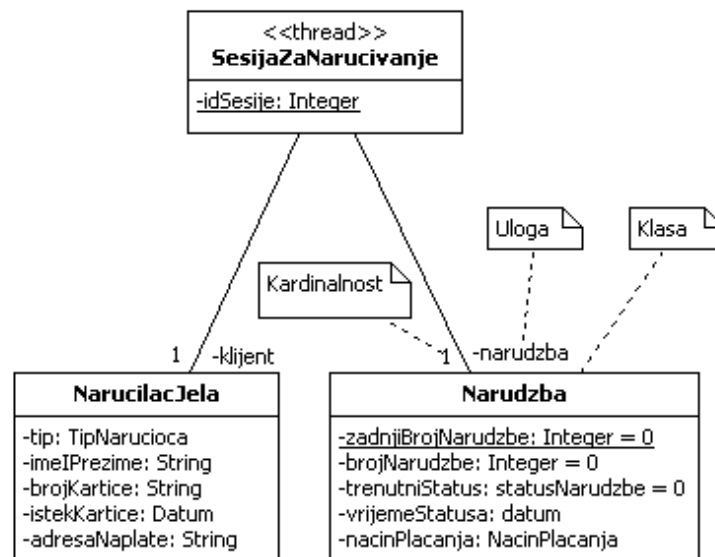 <<thread>>
SesijaZaNarucivanje
-idSesije: Integer
Uloga
Klasa
Kardinalnost
1
-klijent
1
-narudzba
NarucilacJela
-tip: TipNarucioca
-imeIPrezime: String
-brojKartice: String
-istekKartice: Datum
-adresaNaplate: String
Narudzba
-zadnjiBrojNarudzbe: Integer = 0
-brojNarudzbe: Integer = 0
-trenutniStatus: statusNarudzbe = 0
-vrijemeStatusa: datum
-nacinPlacanja: NacinPlacanja